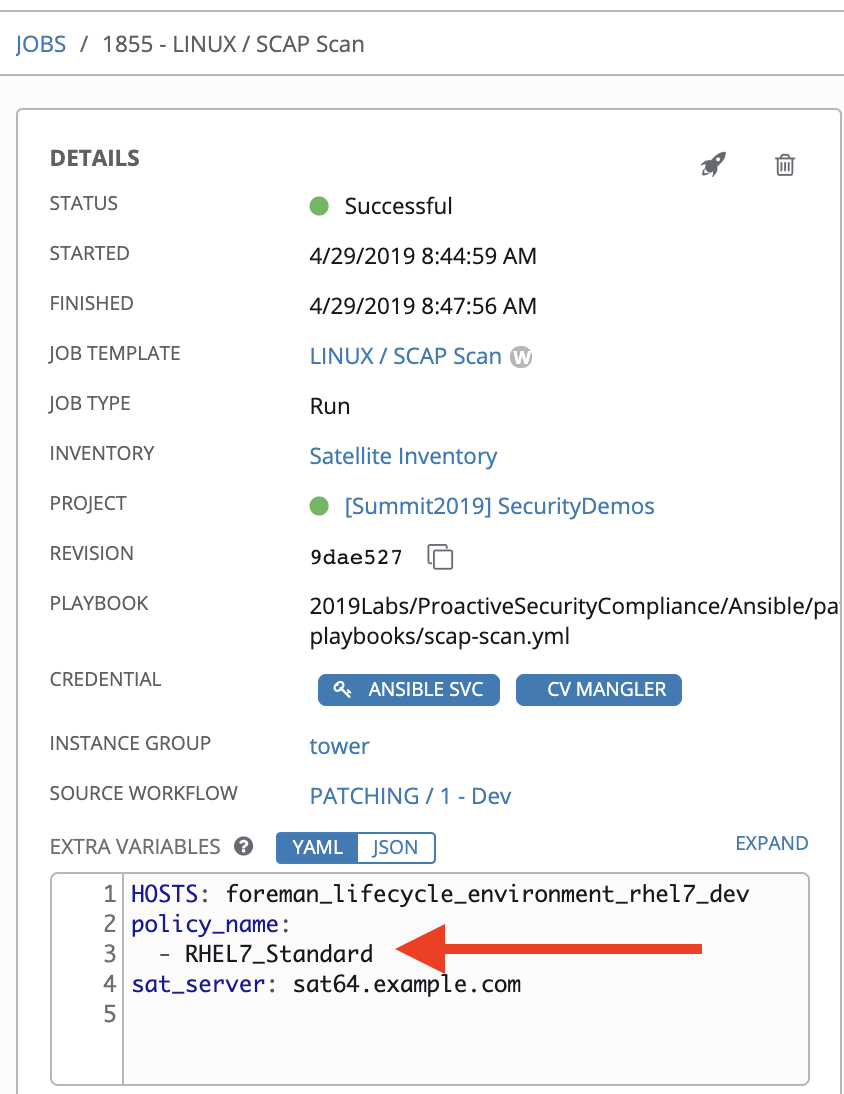 JOBS / 1855 - LINUX / SCAP Scan
DETAILS
STATUS Successful
STARTED 4/29/2019 8:44:59 AM
FINISHED 4/29/2019 8:47:56 AM
JOB TEMPLATE LINUX / SCAP Scan W
JOB TYPE Run
INVENTORY Satellite Inventory
PROJECT [Summit2019] SecurityDemos
REVISION 9dae527
PLAYBOOK 2019Labs/ProactiveSecurityCompliance/Ansible/pa
playbooks/scap-scan.yml
CREDENTIAL ANSIBLE SVC CV MANGLER
INSTANCE GROUP tower
SOURCE WORKFLOW PATCHING / 1 - Dev
EXTRA VARIABLES ? YAML JSON EXPAND
1 HOSTS: foreman_lifecycle_environment_rhel7_dev
2 policy_name:
3 - RHEL7_Standard
4 sat_server: sat64.example.com
5